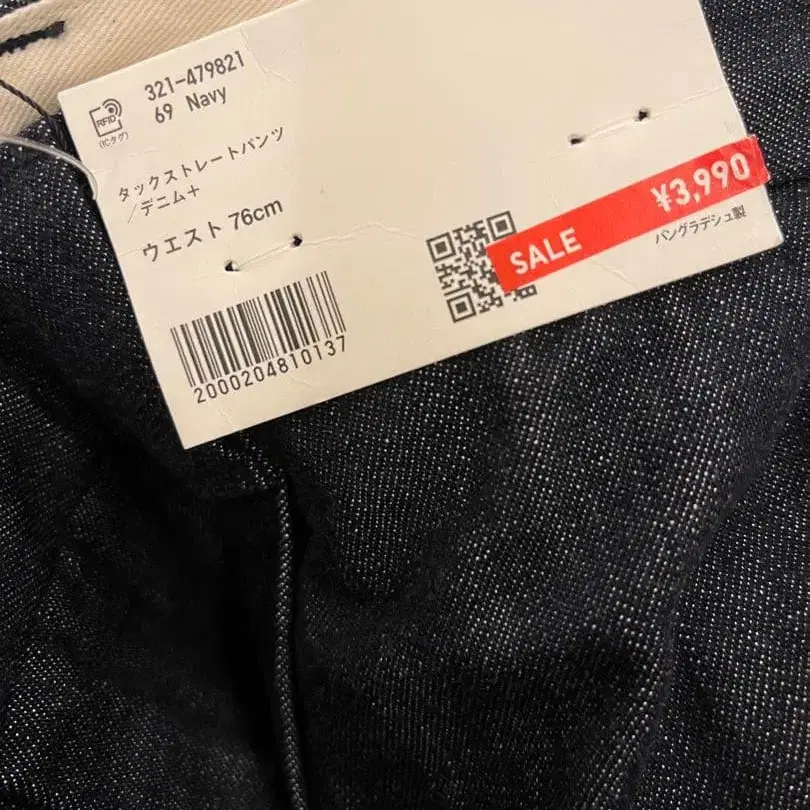 321-479821
69 Navy
RFID
(ICタグ)
タックストレートパンツ
/デニム+
ウエスト 76cm
2000204810137
SALE ¥3,990
バングラデシュ製